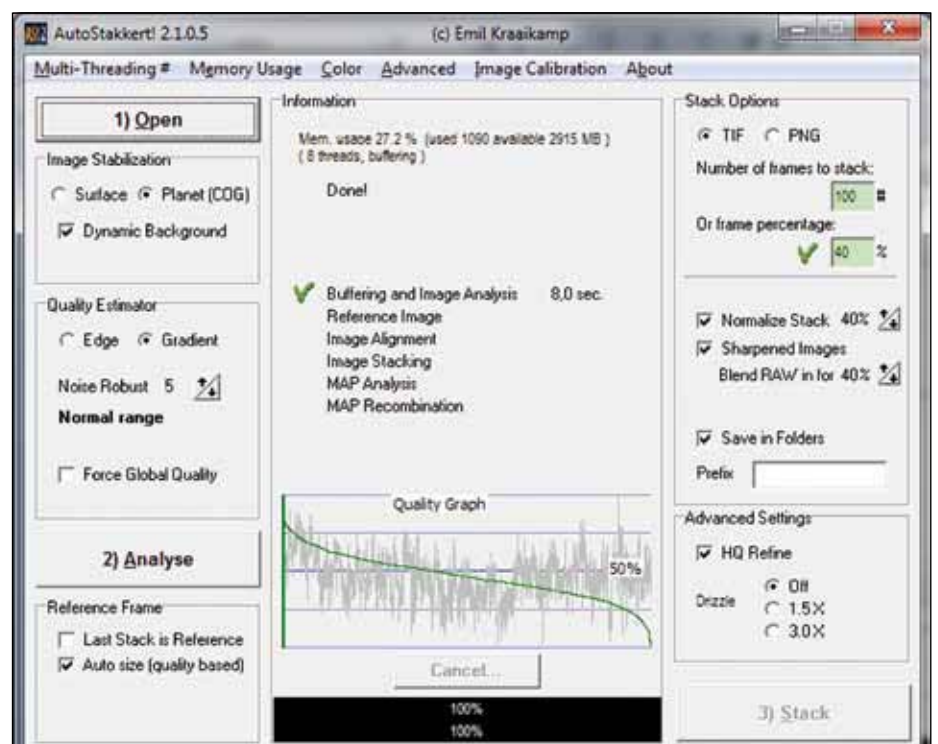 AutoStakkert! 2.1.0.5 (c) Emil Kraaikamp
Multi-Threading # Memory Usage Color Advanced Image Calibration About
1) Open
Image Stabilization
Surface Planet (COG)
Dynamic Background
Quality Estimator
Edge Gradient
Noise Robust 5
Normal range
Force Global Quality
2) Analyse
Reference Frame
Last Stack is Reference
Auto size (quality based)
Information
Mem. usage 27.2 % (used 1090 available 2915 MB )
( 8 threads, buffering )
Done!
Buffering and Image Analysis 8,0 sec.
Reference Image
Image Alignment
Image Stacking
MAP Analysis
MAP Recombination
Quality Graph
50%
Cancel...
100%
100%
Stack Options
TIF PNG
Number of frames to stack:
100 #
Or frame percentage:
40 %
Normalize Stack 40%
Sharpened Images
Blend RAW in for 40%
Save in Folders
Prefix
Advanced Settings
HQ Refine
Drizzle
Off
1.5X
3.0X
3) Stack